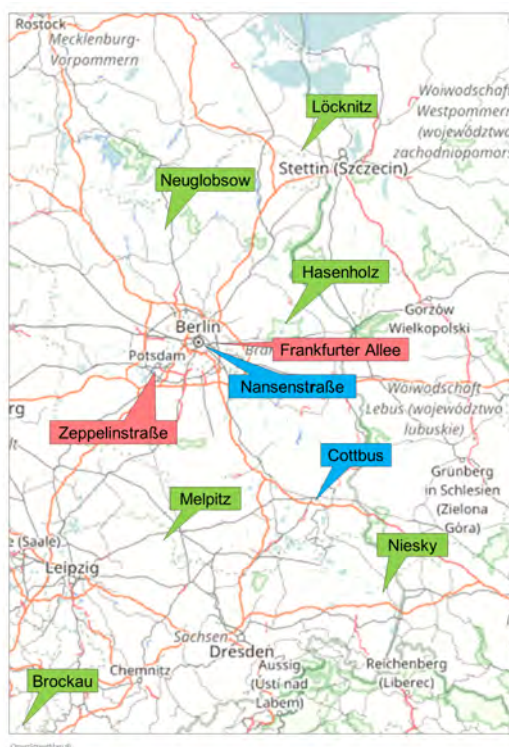 Rostock
Mecklenburg-
Vorpommern
Löcknitz
Woiwodschaft
Westpommern
(województwo
zachodniopomors
Stettin (Szczecin)
Neuglobsow
Hasenholz
Gorzów
Wielkopolski
Berlin
Frankfurter Allee
Potsdam
Nansenstraße
Woiwodschaft
Lebus (województwo
lubuskie)
Zeppelinstraße
Cottbus
Grünberg
in Schlesien
(Zielona
Góra)
Melpitz
e (Saale)
Niesky
Leipzig
Sachsen
Dresden
Chemnitz
Aussig
(Ústí nad
Labem)
Reichenberg
(Liberec)
Brockau